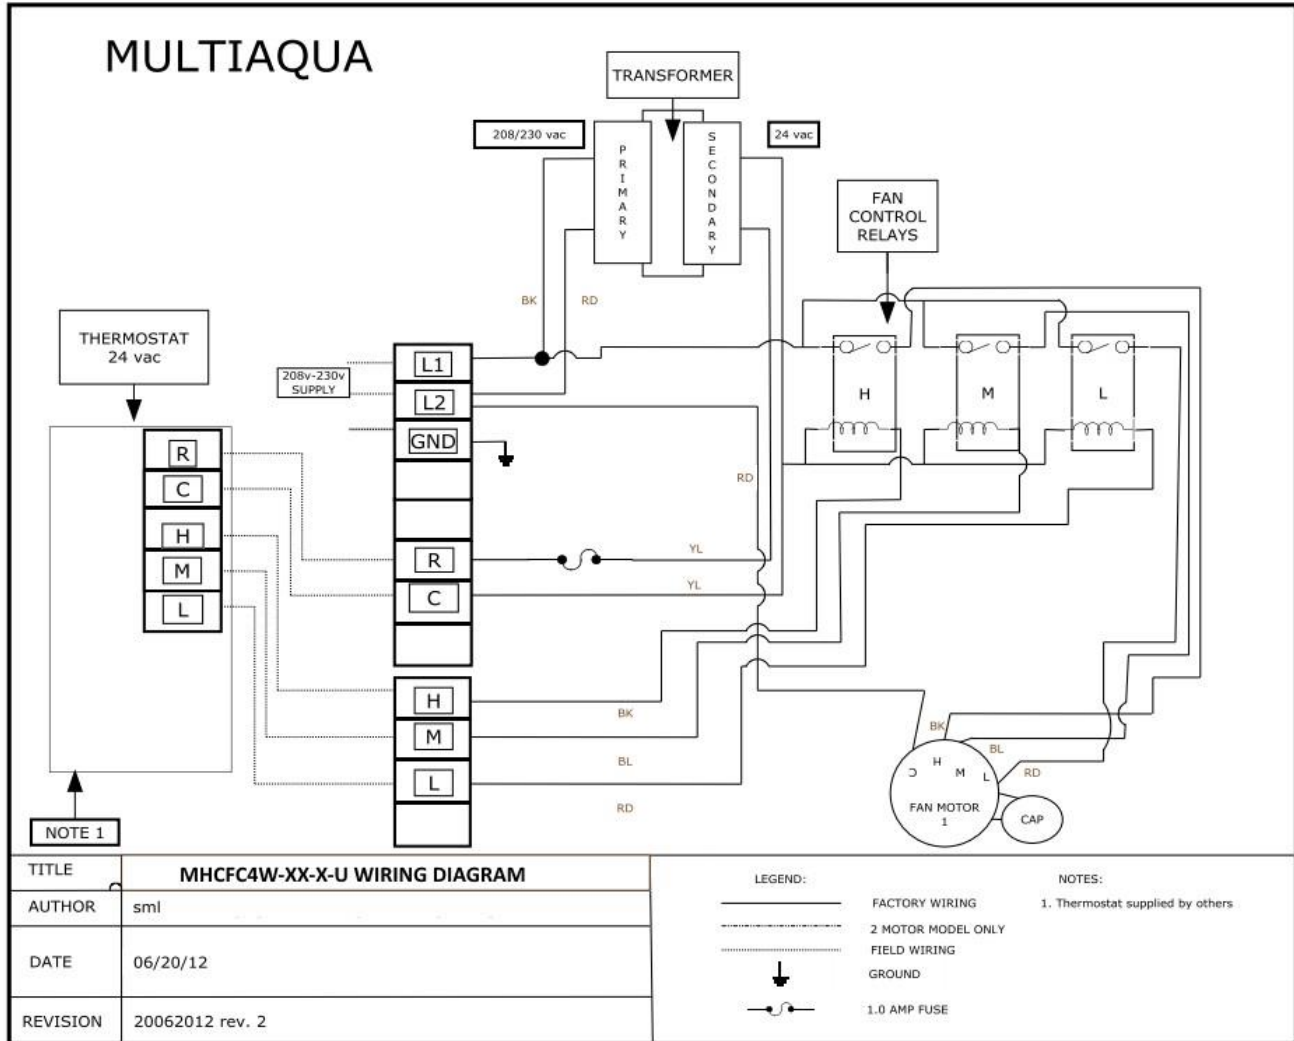 MULTIAQUA
TRANSFORMER
208/230 vac
PRIMARY
SECONDARY
24 vac
FAN
CONTROL
RELAYS
BK
RD
THERMOSTAT
24 vac
208v-230v
SUPPLY
L1
L2
GND
R
C
H
M
L
H
M
L
RD
R
C
YL
YL
H
M
L
BK
BL
RD
BK
BL
RD
C
H
M
L
FAN MOTOR
1
CAP
NOTE 1
TITLE
MHCFC4W-XX-X-U WIRING DIAGRAM
AUTHOR
sml
DATE
06/20/12
REVISION
20062012 rev. 2
LEGEND:
FACTORY WIRING
2 MOTOR MODEL ONLY
FIELD WIRING
GROUND
1.0 AMP FUSE
NOTES:
1. Thermostat supplied by others